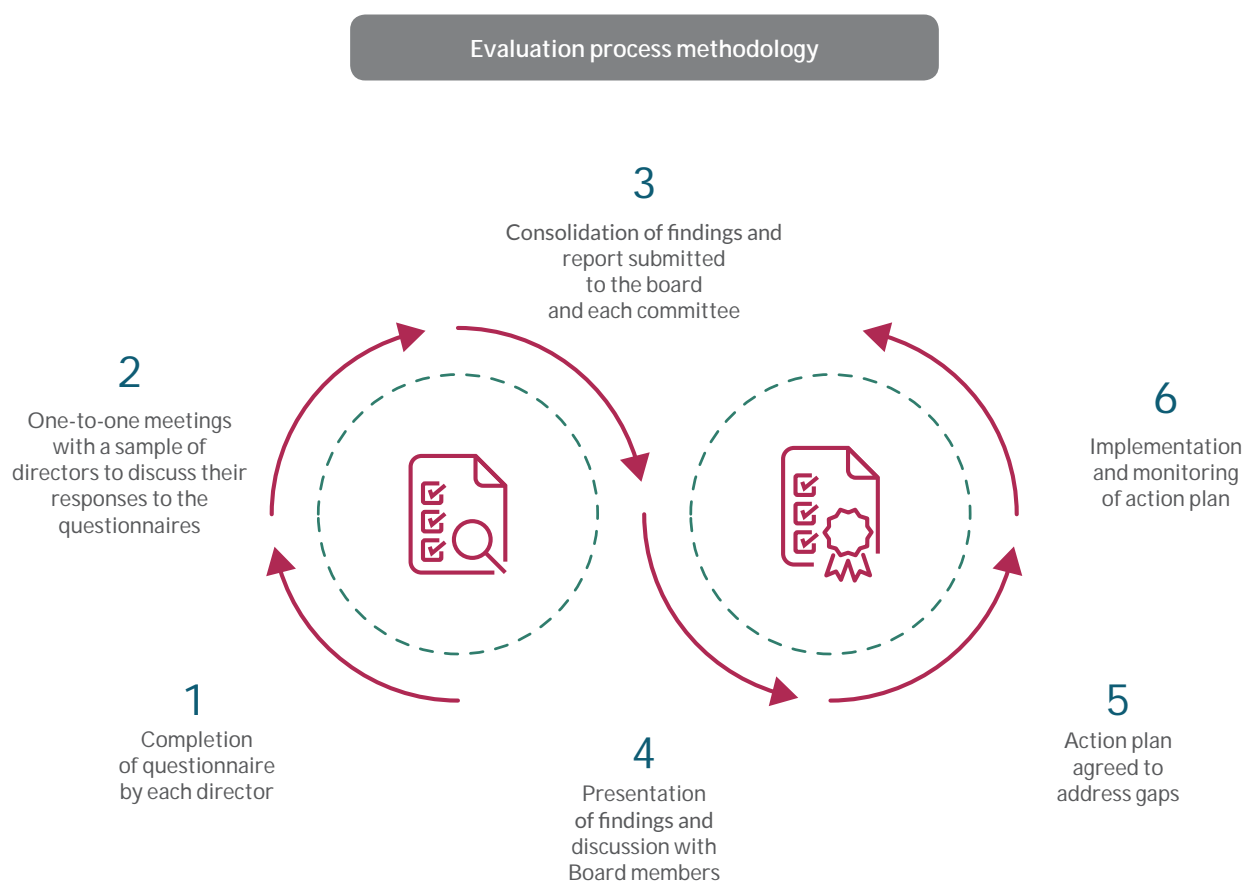 Evaluation process methodology
1
Completion
of questionnaire
by each director
2
One-to-one meetings
with a sample of
directors to discuss their
responses to the
questionnaires
3
Consolidation of findings and
report submitted
to the board
and each committee
4
Presentation
of findings and
discussion with
Board members
5
Action plan
agreed to
address gaps
6
Implementation
and monitoring
of action plan